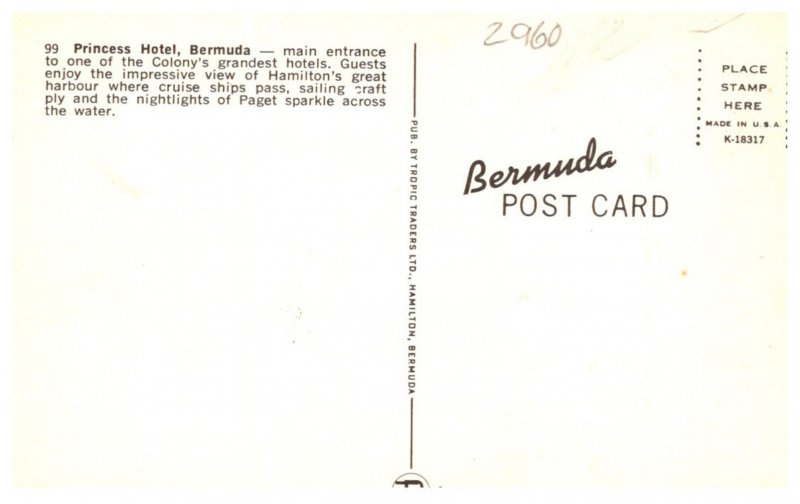 99 Princess Hotel, Bermuda — main entrance
to one of the Colony's grandest hotels. Guests
enjoy the impressive view of Hamilton's great
harbour where cruise ships pass, sailing craft
ply and the nightlights of Paget sparkle across
the water.
PUB. BY TROPIC TRADERS LTD., HAMILTON, BERMUDA
2960
PLACE
STAMP
HERE
MADE IN U.S.A.
K-18317
Bermuda
POST CARD